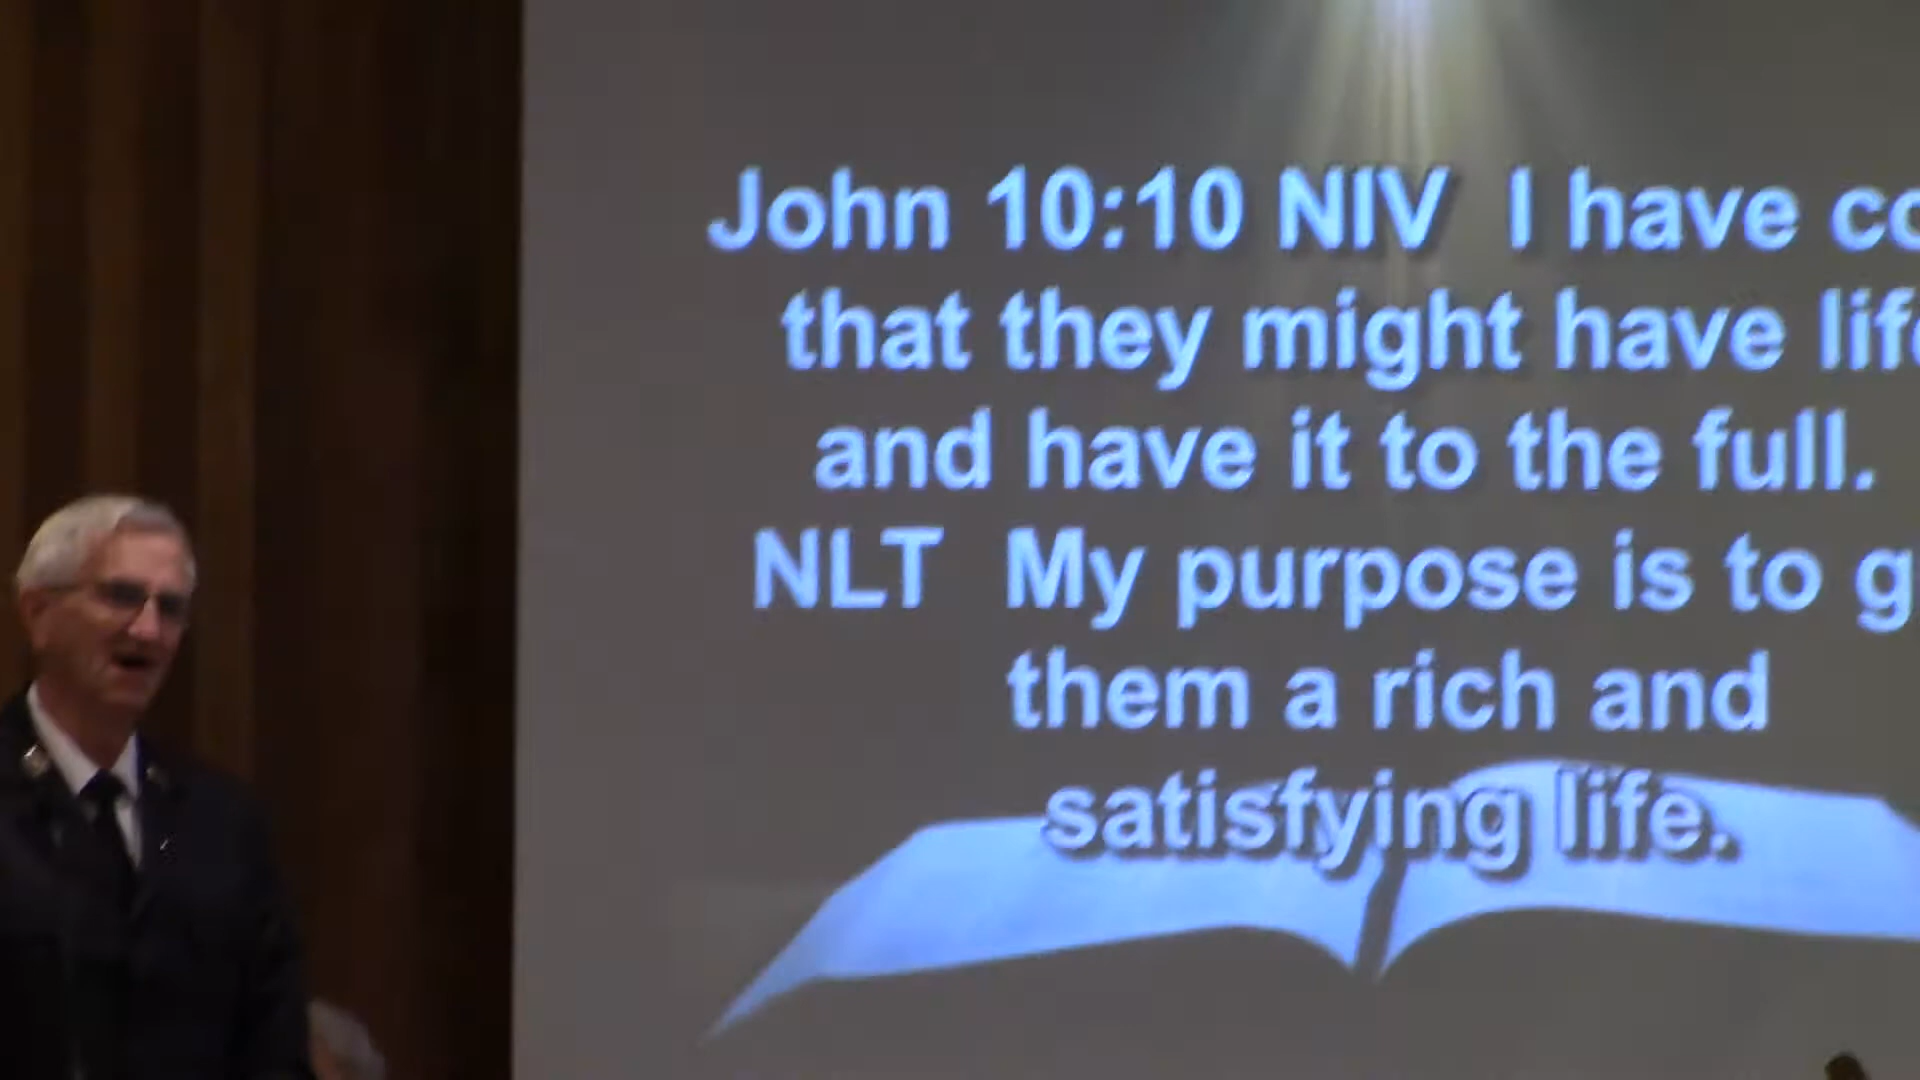 John 10:10 NIV I have co
that they might have life
and have it to the full.
NLT My purpose is to g
them a rich and
satisfying life.